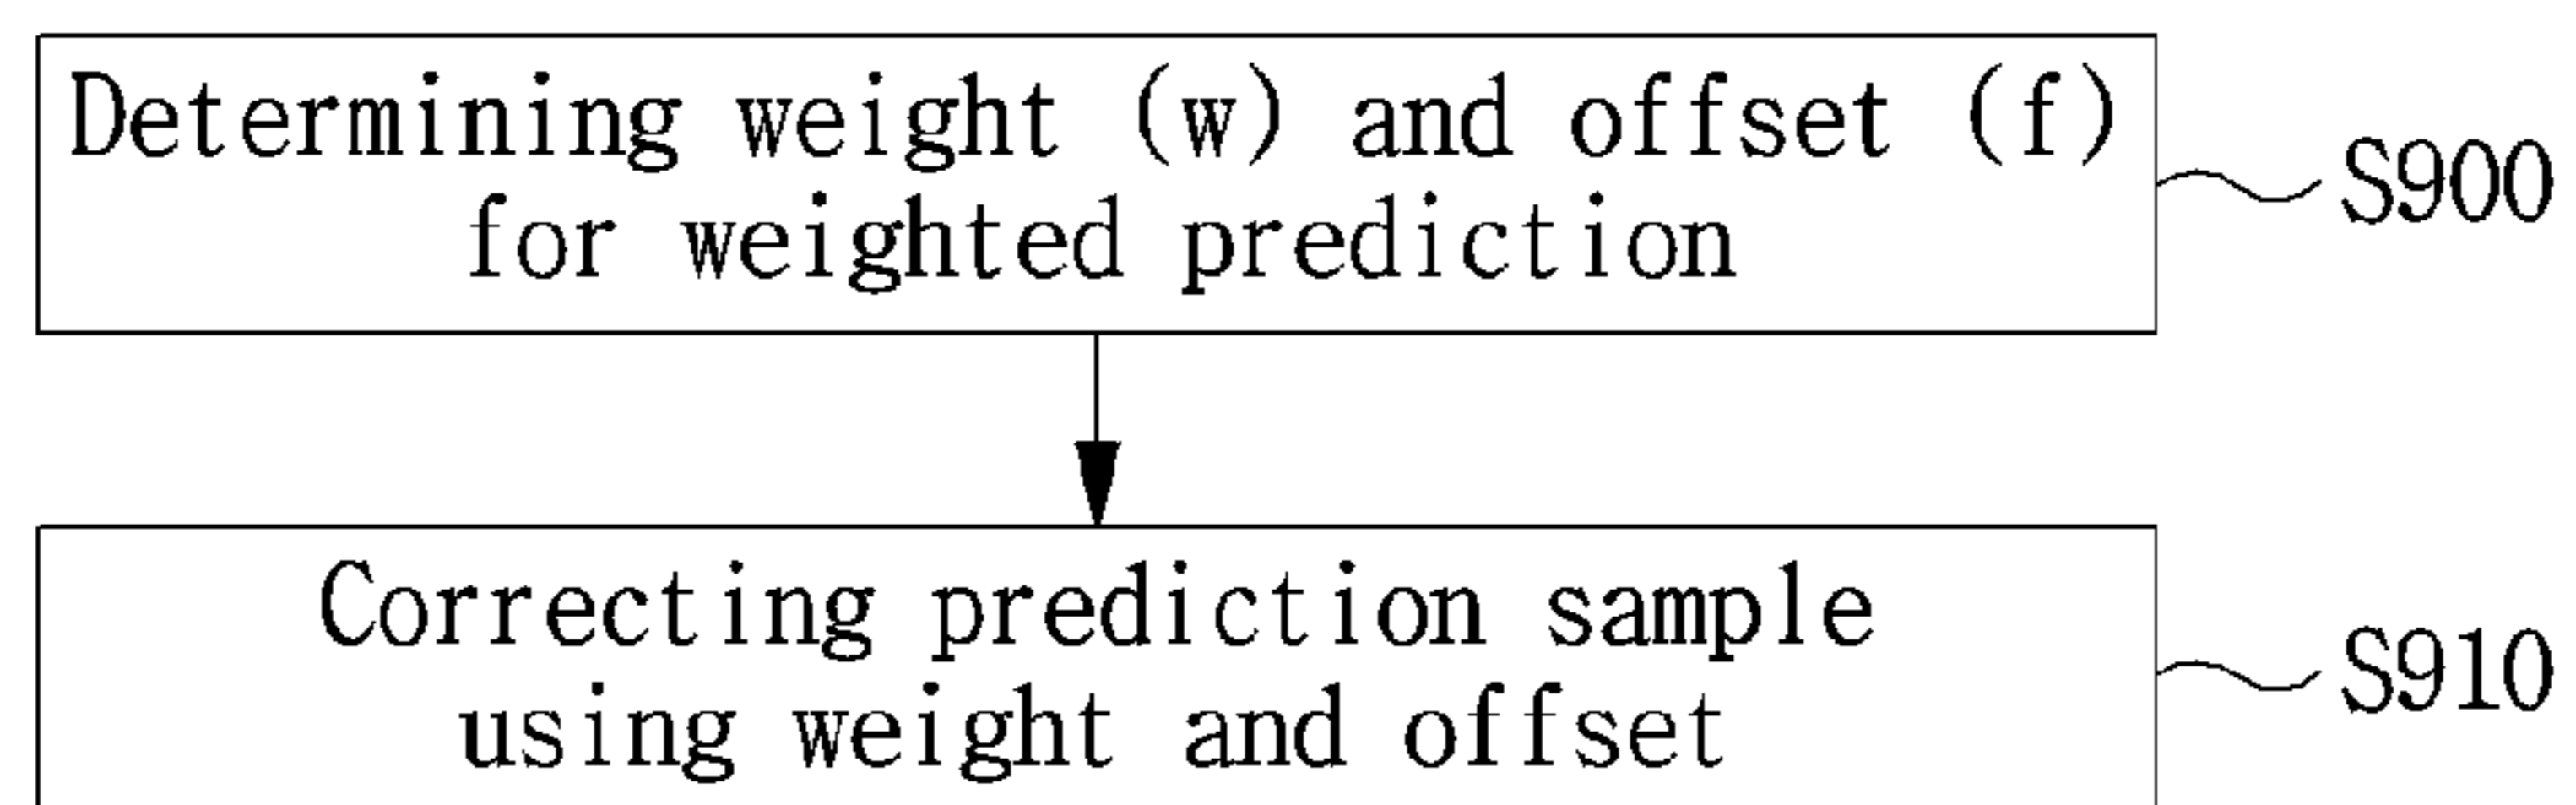 Determining weight (w) and offset (f)
for weighted prediction
S900
Correcting prediction sample
using weight and offset
S910